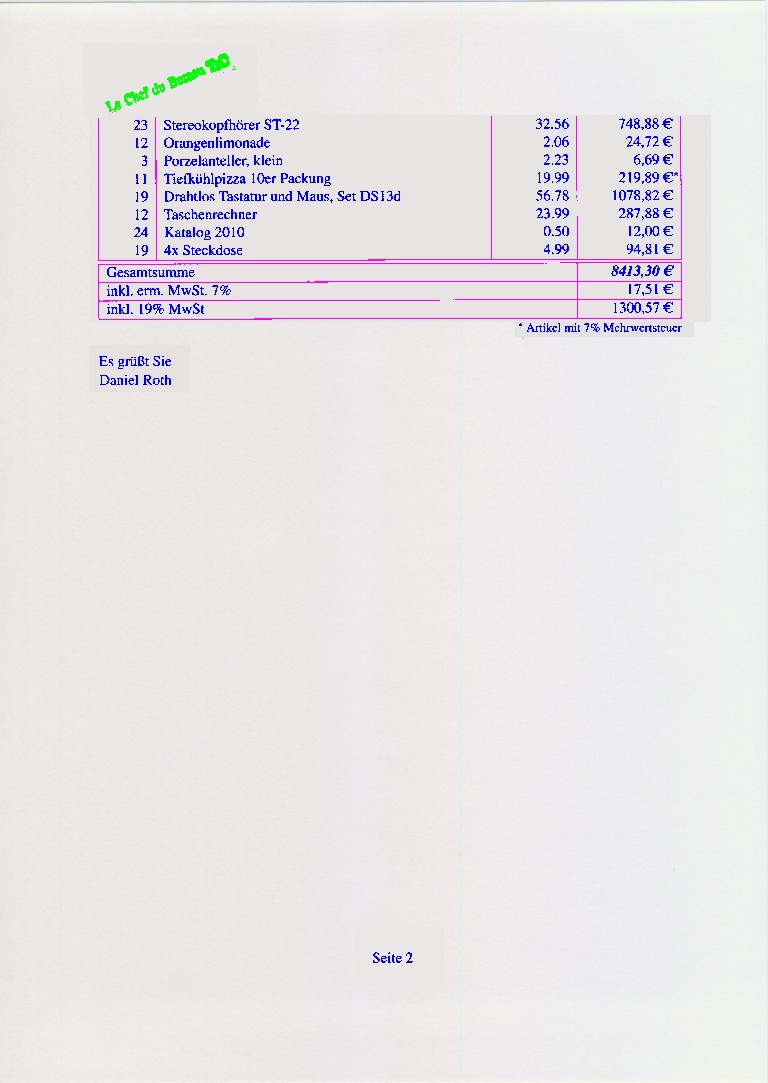 Le Chef du Bureau ToC
23 Stereokopfhörer ST-22 32.56 748,88 €
12 Orangenlimonade 2.06 24,72 €
3 Porzelanteller, klein 2.23 6,69 €
11 Tiefkühlpizza 10er Packung 19.99 219,89 €*
19 Drahtlos Tastatur und Maus, Set DS13d 56.78 1078,82 €
12 Taschenrechner 23.99 287,88 €
24 Katalog 2010 0.50 12,00 €
19 4x Steckdose 4.99 94,81 €
Gesamtsumme 8413,30 €
inkl. erm. MwSt. 7% 17,51 €
inkl. 19% MwSt 1300,57 €
* Artikel mit 7% Mehrwertsteuer
Es grüßt Sie
Daniel Roth
Seite 2